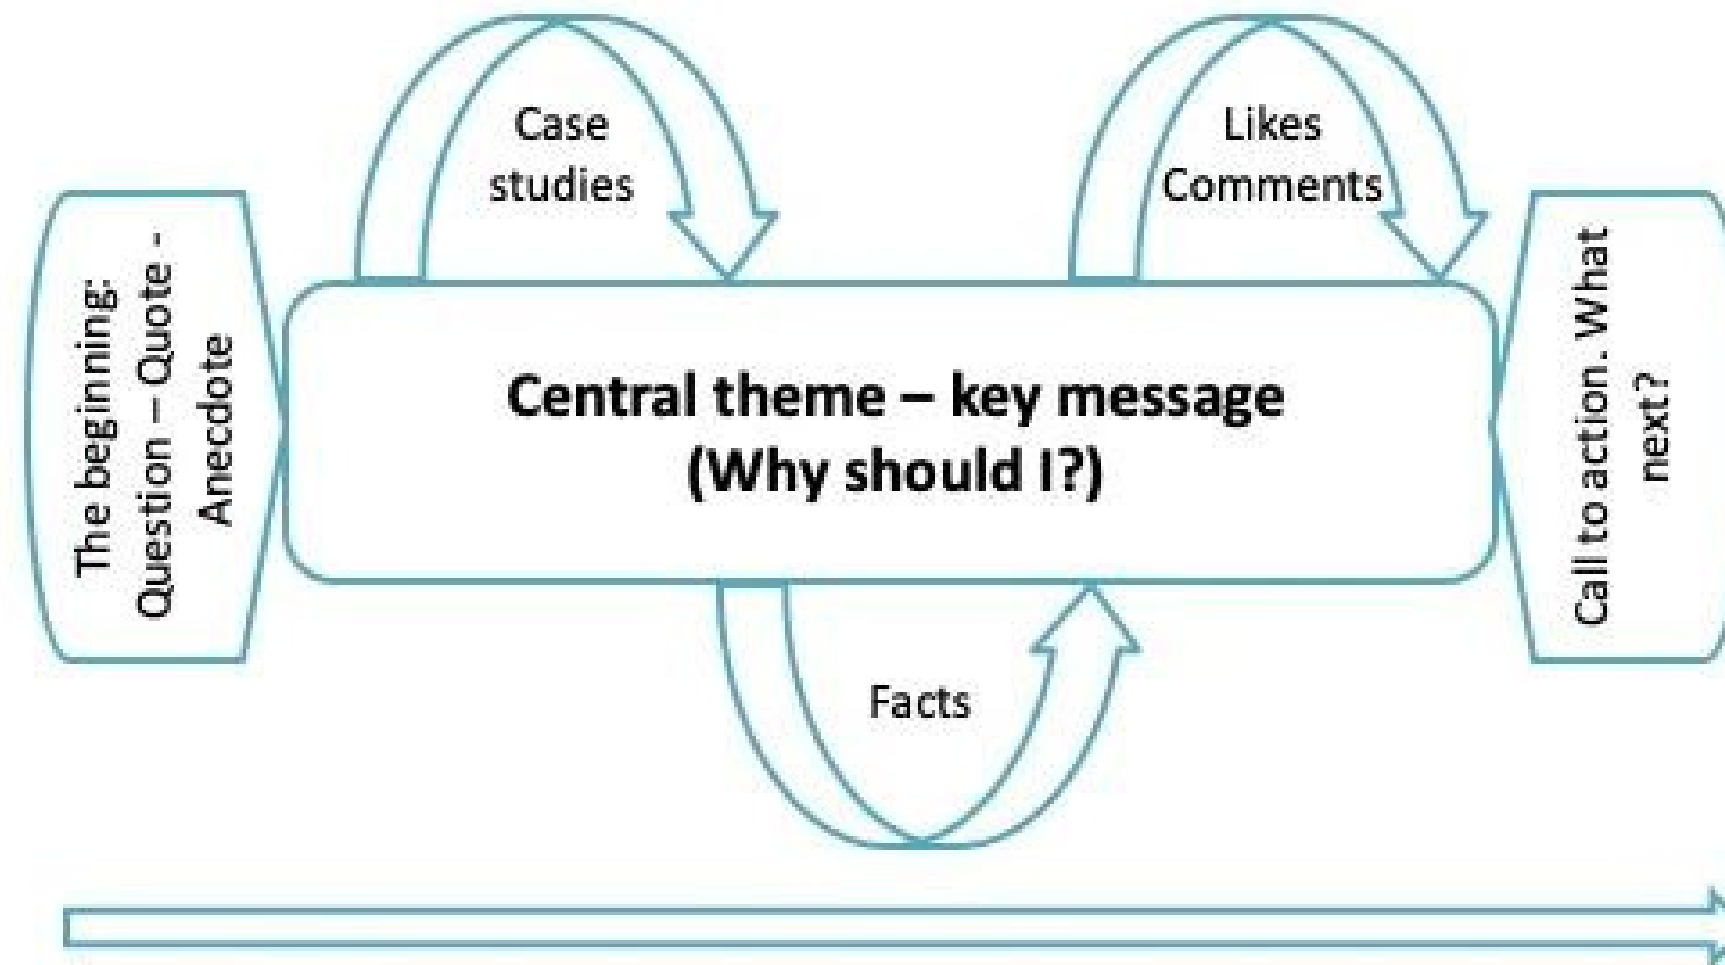 Case
studies
Likes
Comments
The beginning:
Question – Quote -
Anecdote
Central theme – key message
(Why should I?)
Call to action. What
next?
Facts